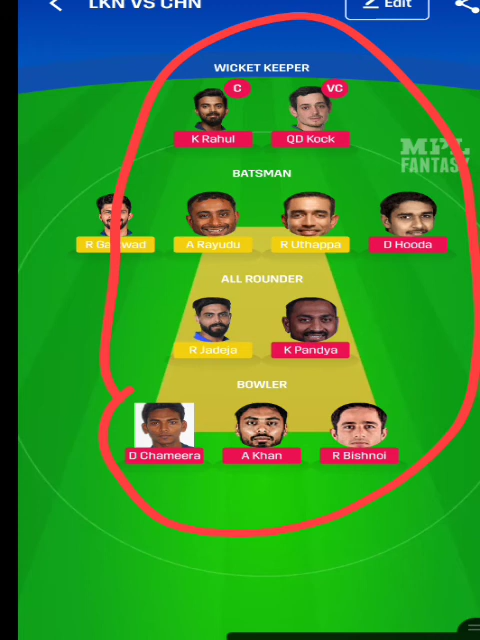 LKN VS CHN
Edit
WICKET KEEPER
C
VC
K Rahul
QD Kock
MPL
FANTASY
BATSMAN
R Gaikwad
A Rayudu
R Uthappa
D Hooda
ALL ROUNDER
R Jadeja
K Pandya
BOWLER
D Chameera
A Khan
R Bishnoi